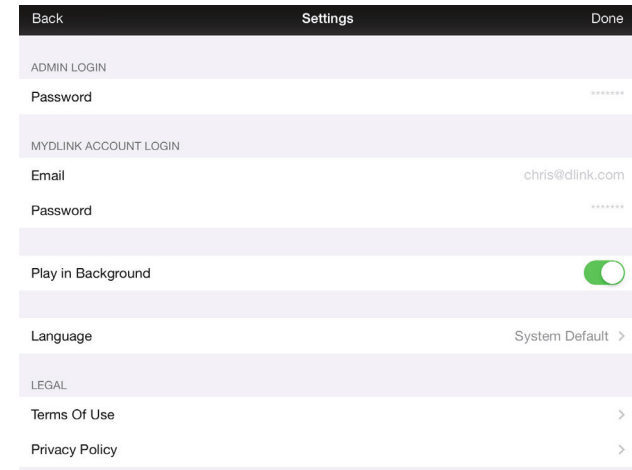 Back Settings Done
ADMIN LOGIN
Password *******
MYDLINK ACCOUNT LOGIN
Email chris@dlink.com
Password *******
Play in Background
Language System Default >
LEGAL
Terms Of Use >
Privacy Policy >